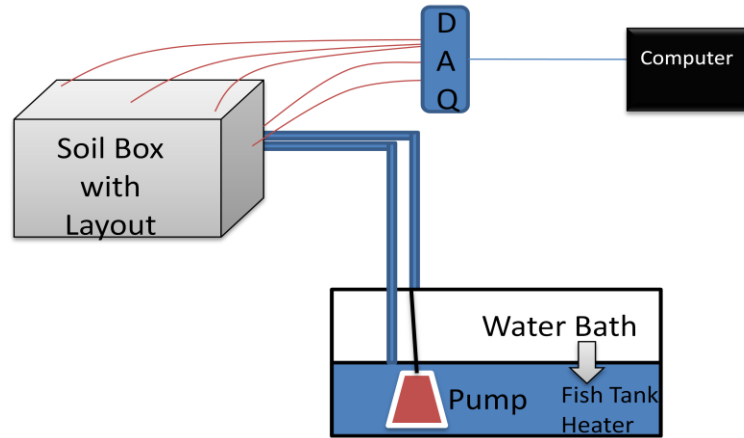 D
A
Q
Computer
Soil Box
with
Layout
Water Bath
Pump
Fish Tank
Heater